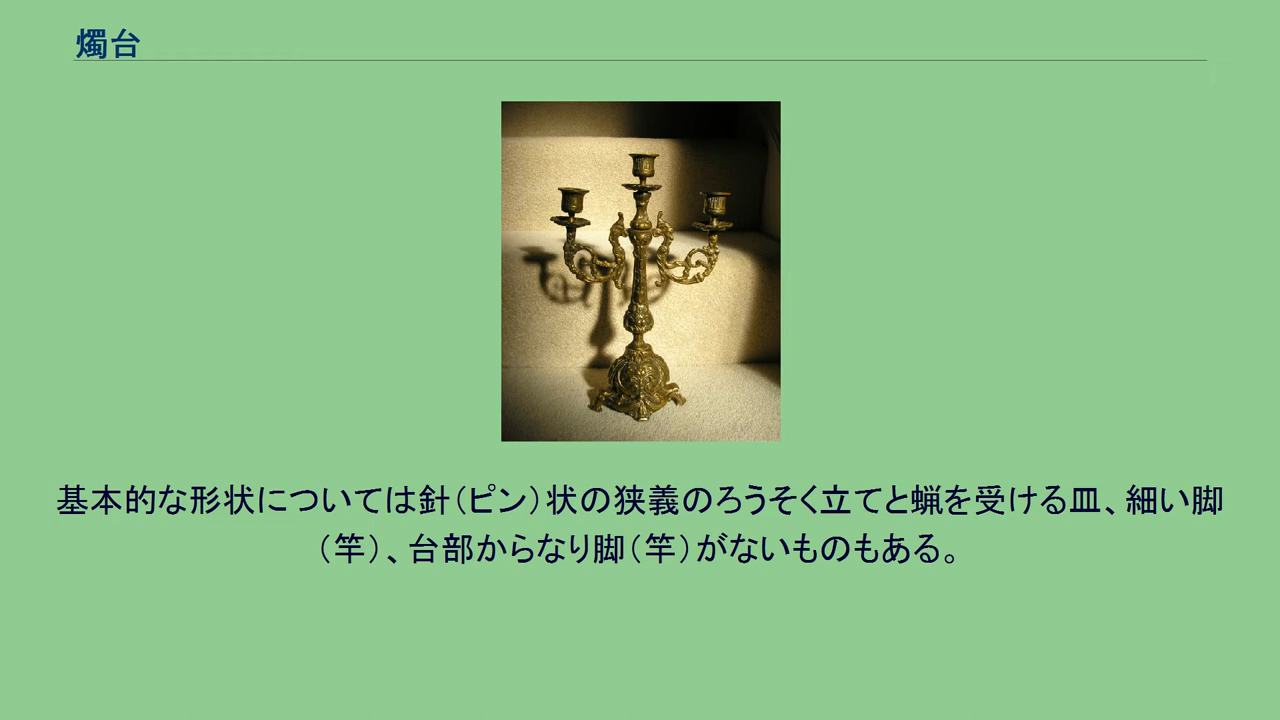 燭台
基本的な形状については針（ピン）状の狭義のろうそく立てと蝋を受ける皿、細い脚
（竿）、台部からなり脚（竿）がないものもある。